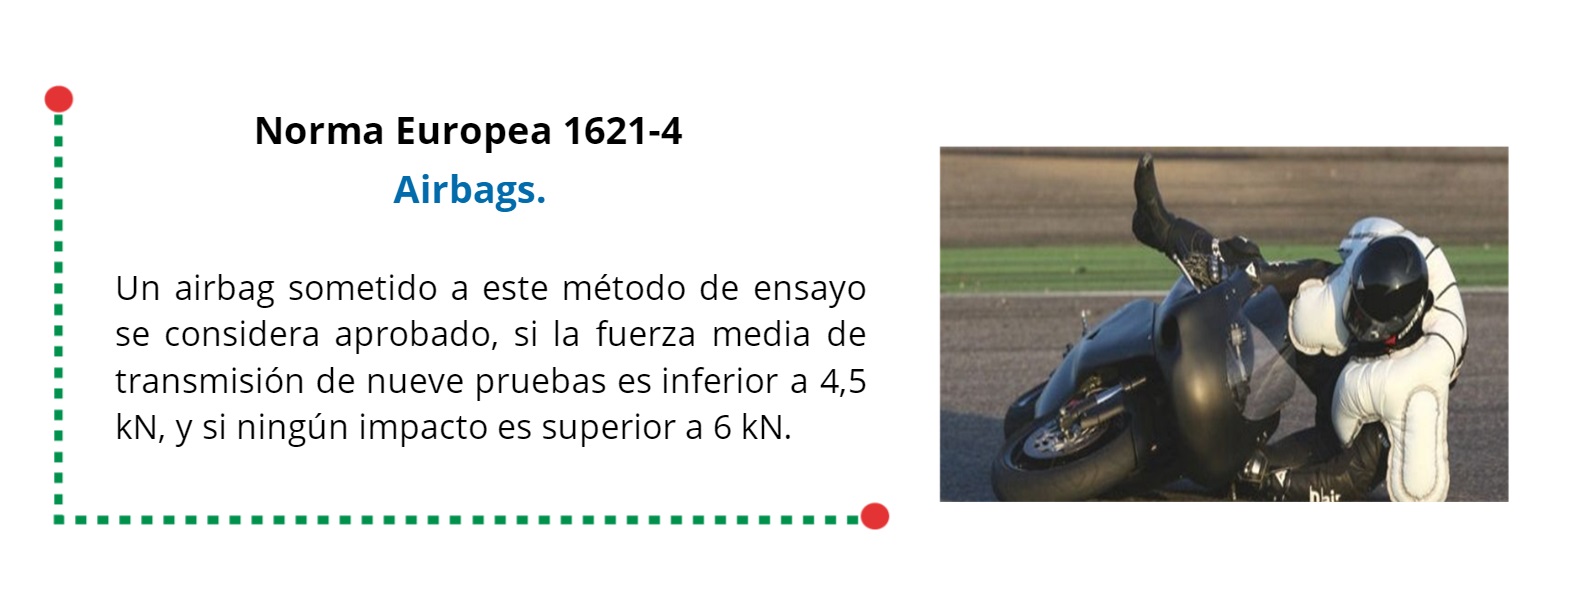 Norma Europea 1621-4
Airbags.
Un airbag sometido a este método de ensayo
se considera aprobado, si la fuerza media de
transmisión de nueve pruebas es inferior a 4,5
kN, y si ningún impacto es superior a 6 kN.